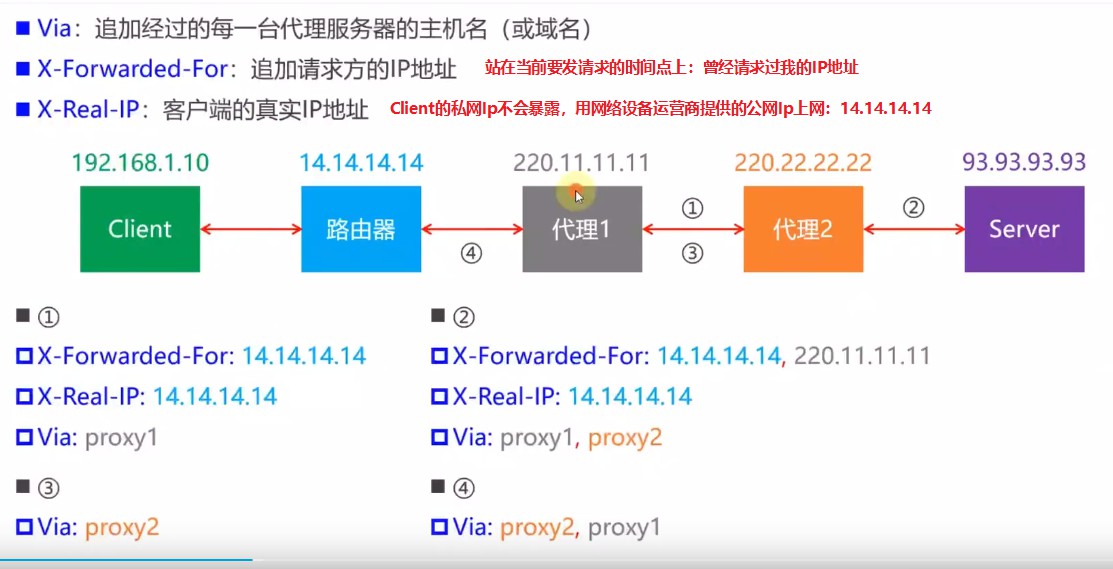 Via：追加经过的每一台代理服务器的主机名（或域名）
X-Forwarded-For：追加请求方的IP地址 站在当前要发请求的时间点上：曾经请求过我的IP地址
X-Real-IP：客户端的真实IP地址 Client的私网Ip不会暴露，用网络设备运营商提供的公网Ip上网：14.14.14.14
192.168.1.10 14.14.14.14 220.11.11.11 220.22.22.22 93.93.93.93
① ②
Client 路由器 代理1 代理2 Server
④ ③
① ②
X-Forwarded-For: 14.14.14.14 X-Forwarded-For: 14.14.14.14, 220.11.11.11
X-Real-IP: 14.14.14.14 X-Real-IP: 14.14.14.14
Via: proxy1 Via: proxy1, proxy2
③ ④
Via: proxy2 Via: proxy2, proxy1